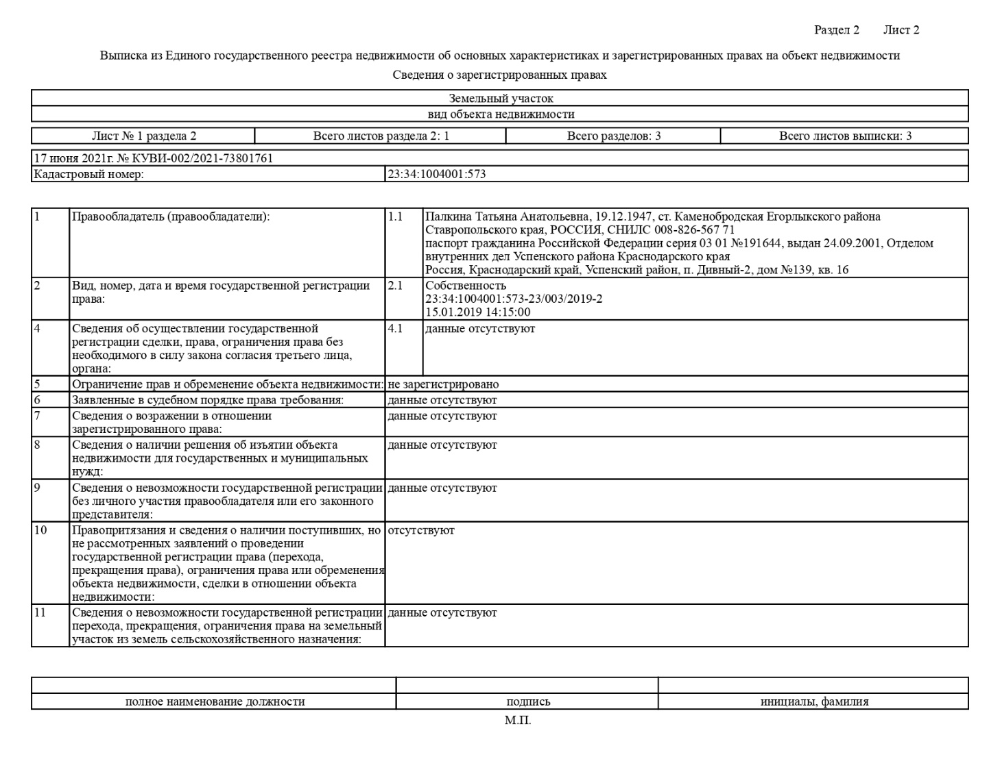 Раздел 2 Лист 2
Выписка из Единого государственного реестра недвижимости об основных характеристиках и зарегистрированных правах на объект недвижимости
Сведения о зарегистрированных правах
Земельный участок
вид объекта недвижимости
Лист № 1 раздела 2 Всего листов раздела 2: 1 Всего разделов: 3 Всего листов выписки: 3
17 июня 2021г. № КУВИ-002/2021-73801761
Кадастровый номер: 23:34:1004001:573
1 Правообладатель (правообладатели): 1.1 Палкина Татьяна Анатольевна, 19.12.1947, ст. Каменобродская Егорлыкского района
Ставропольского края, РОССИЯ, СНИЛС 008-826-567 71
паспорт гражданина Российской Федерации серия 03 01 №191644, выдан 24.09.2001, Отделом
внутренних дел Успенского района Краснодарского края
Россия, Краснодарский край, Успенский район, п. Дивный-2, дом №139, кв. 16
2 Вид, номер, дата и время государственной регистрации 2.1 Собственность
права: 23:34:1004001:573-23/003/2019-2
15.01.2019 14:15:00
4 Сведения об осуществлении государственной 4.1 данные отсутствуют
регистрации сделки, права, ограничения права без
необходимого в силу закона согласия третьего лица,
органа:
5 Ограничение прав и обременение объекта недвижимости: не зарегистрировано
6 Заявленные в судебном порядке права требования: данные отсутствуют
7 Сведения о возражении в отношении данные отсутствуют
зарегистрированного права:
8 Сведения о наличии решения об изъятии объекта данные отсутствуют
недвижимости для государственных и муниципальных
нужд:
9 Сведения о невозможности государственной регистрации данные отсутствуют
без личного участия правообладателя или его законного
представителя:
10 Правопритязания и сведения о наличии поступивших, но отсутствуют
не рассмотренных заявлений о проведении
государственной регистрации права (перехода,
прекращения права), ограничения права или обременения
объекта недвижимости, сделки в отношении объекта
недвижимости:
11 Сведения о невозможности государственной регистрации данные отсутствуют
перехода, прекращения, ограничения права на земельный
участок из земель сельскохозяйственного назначения:
полное наименование должности подпись инициалы, фамилия
М.П.